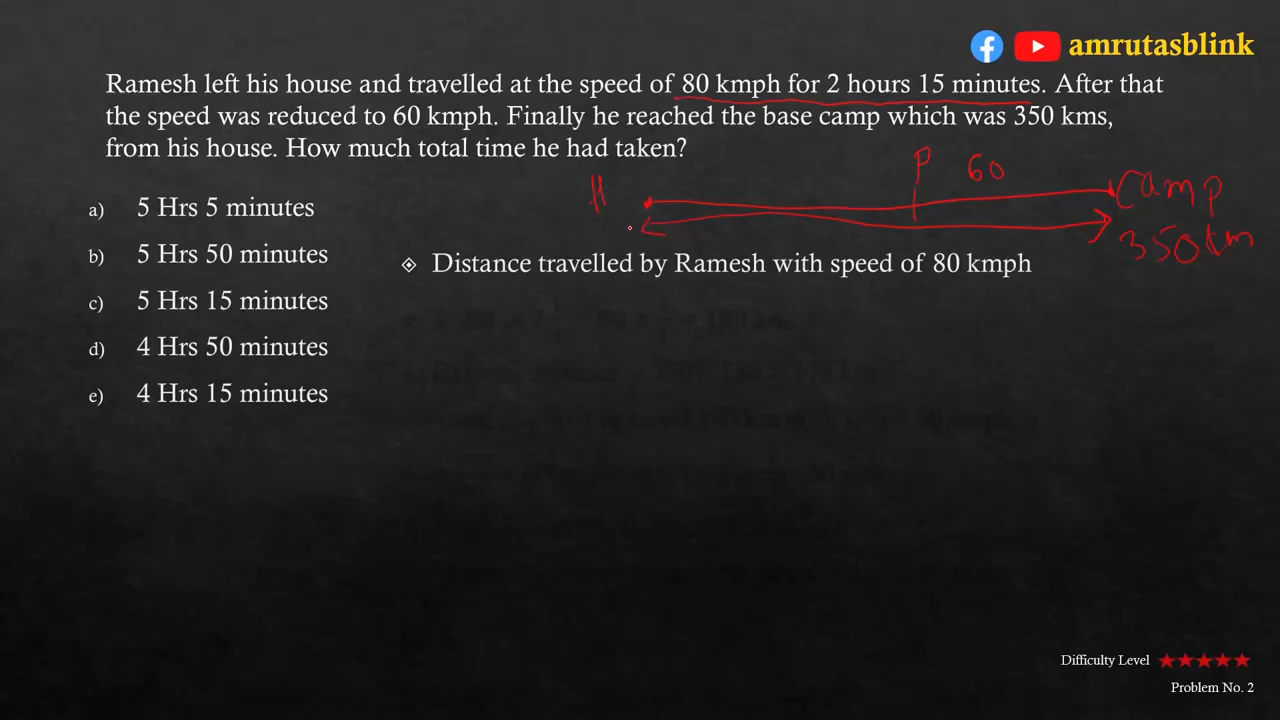 amrutasblink
Ramesh left his house and travelled at the speed of 80 kmph for 2 hours 15 minutes. After that
the speed was reduced to 60 kmph. Finally he reached the base camp which was 350 kms,
from his house. How much total time he had taken?
P 60
H
Camp
350 km
a) 5 Hrs 5 minutes
b) 5 Hrs 50 minutes
c) 5 Hrs 15 minutes
d) 4 Hrs 50 minutes
e) 4 Hrs 15 minutes
Distance travelled by Ramesh with speed of 80 kmph
Difficulty Level
Problem No. 2